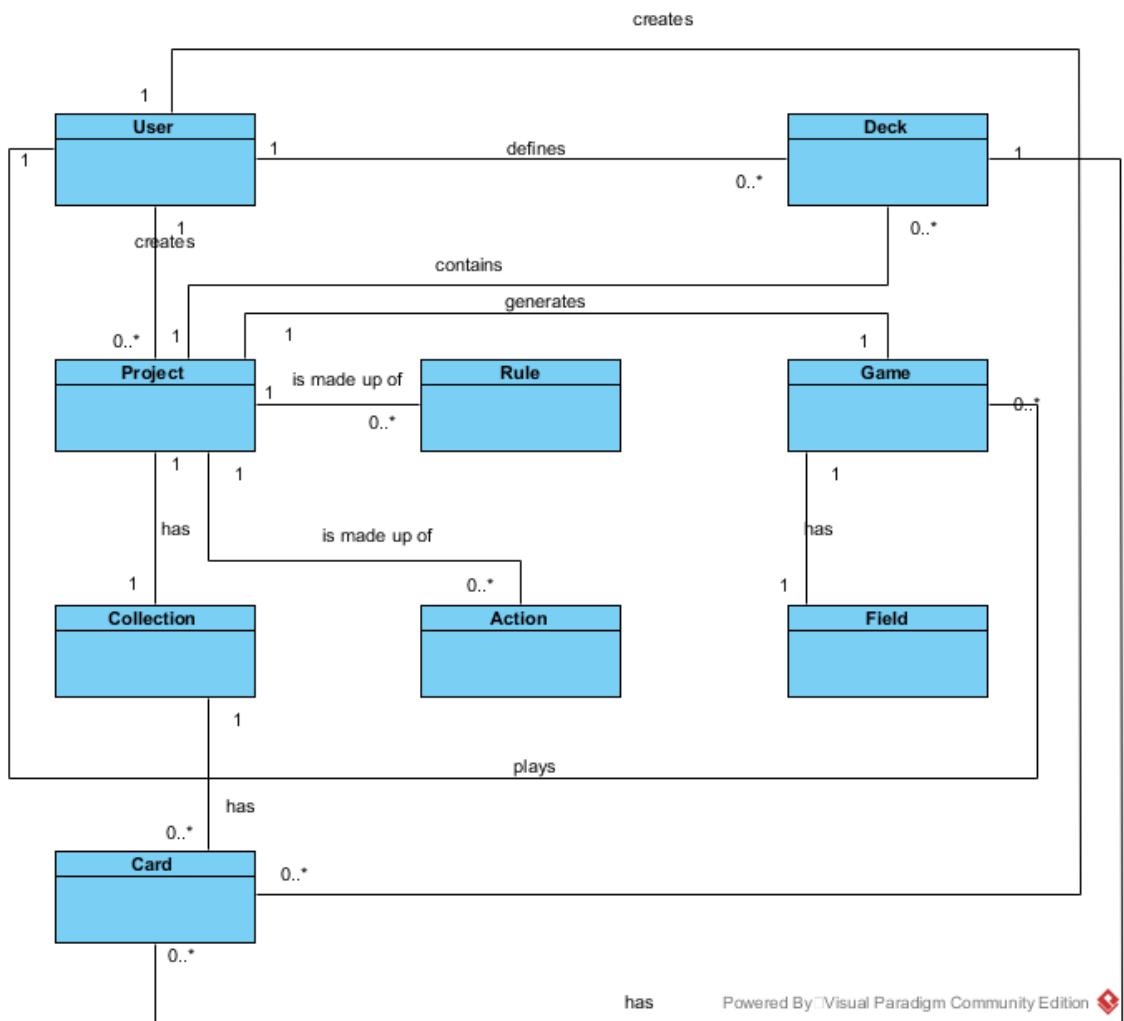 creates
1
User
Deck
1
1
defines
1
0..*
1
creates
0..*
contains
generates
0..*
1
1
1
Project
Rule
Game
is made up of
1
0..*
0..*
1
1
1
has
is made up of
has
1
0..*
1
Collection
Action
Field
1
plays
has
0..*
Card
0..*
0..*
has
Powered By Visual Paradigm Community Edition